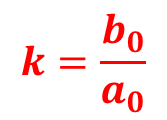 k = b₀/a₀